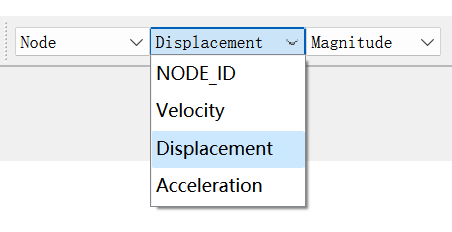 Node Displacement Magnitude
NODE_ID
Velocity
Displacement
Acceleration